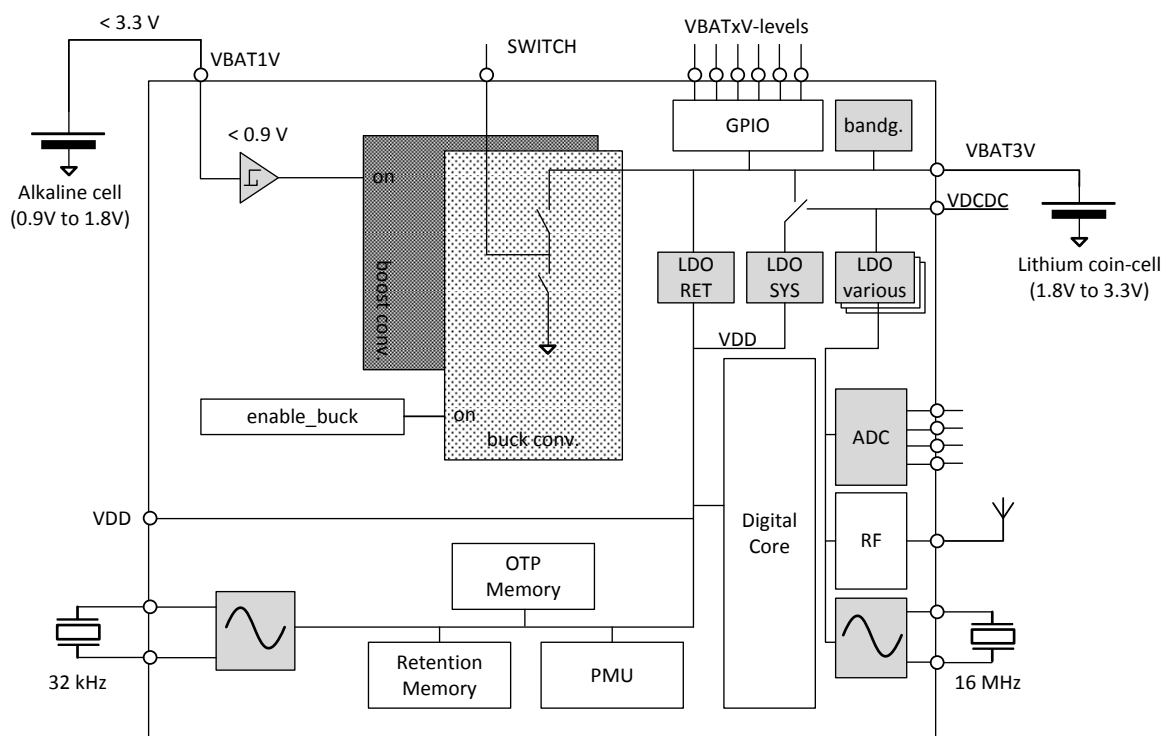 < 3.3 V
VBAT1V
SWITCH
VBATxV-levels
GPIO
bandg.
< 0.9 V
on
VBAT3V
Alkaline cell
(0.9V to 1.8V)
VDCDC
boost conv.
LDO
RET
LDO
SYS
LDO
various
Lithium coin-cell
(1.8V to 3.3V)
VDD
enable_buck
on
buck conv.
ADC
VDD
Digital
Core
RF
OTP
Memory
32 kHz
Retention
Memory
PMU
16 MHz